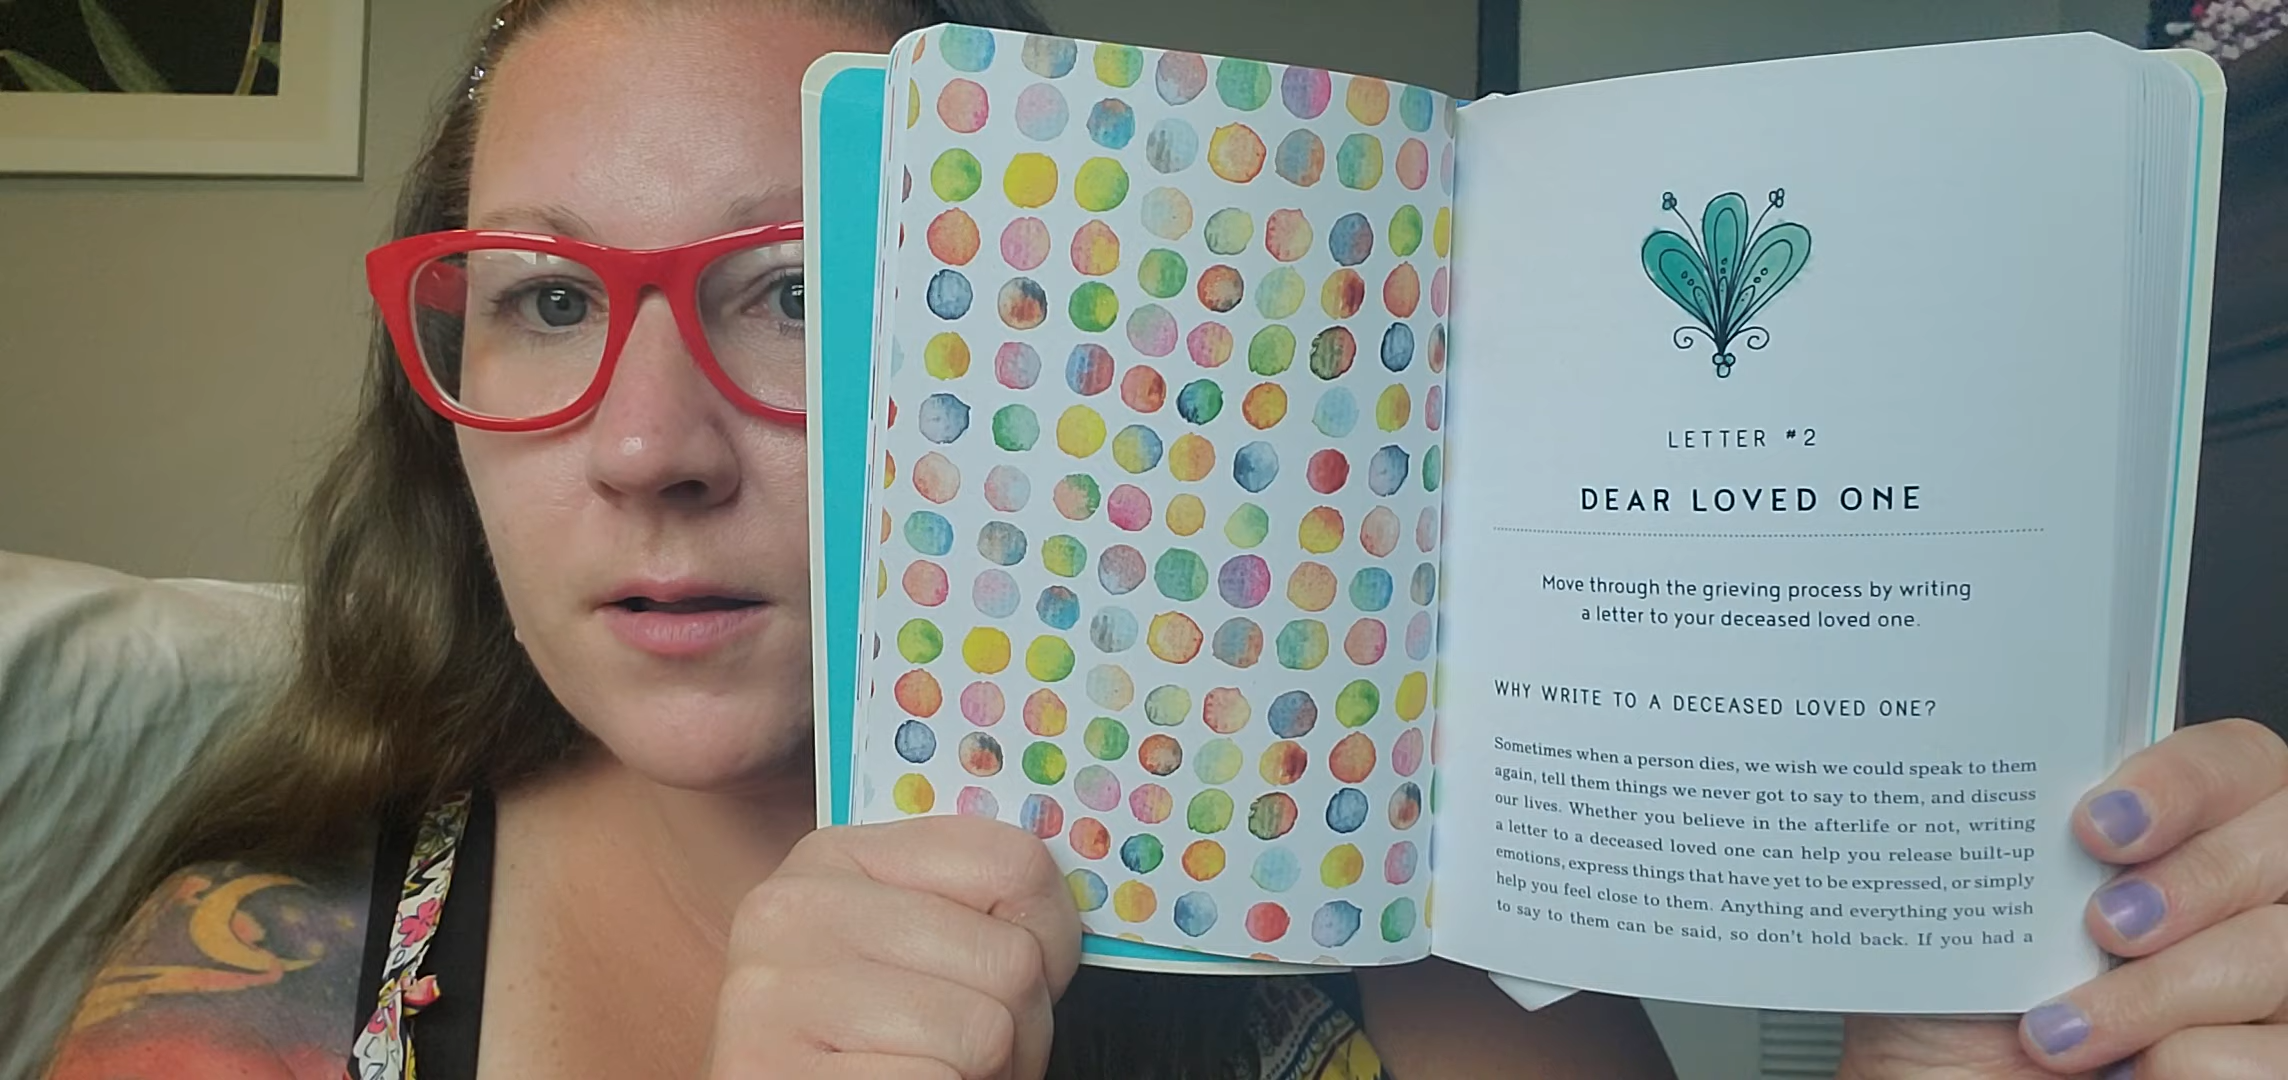 LETTER #2
DEAR LOVED ONE
Move through the grieving process by writing
a letter to your deceased loved one.
WHY WRITE TO A DECEASED LOVED ONE?
Sometimes when a person dies, we wish we could speak to them
again, tell them things we never got to say to them, and discuss
our lives. Whether you believe in the afterlife or not, writing
a letter to a deceased loved one can help you release built-up
emotions, express things that have yet to be expressed, or simply
help you feel close to them. Anything and everything you wish
to say to them can be said, so don't hold back. If you had a